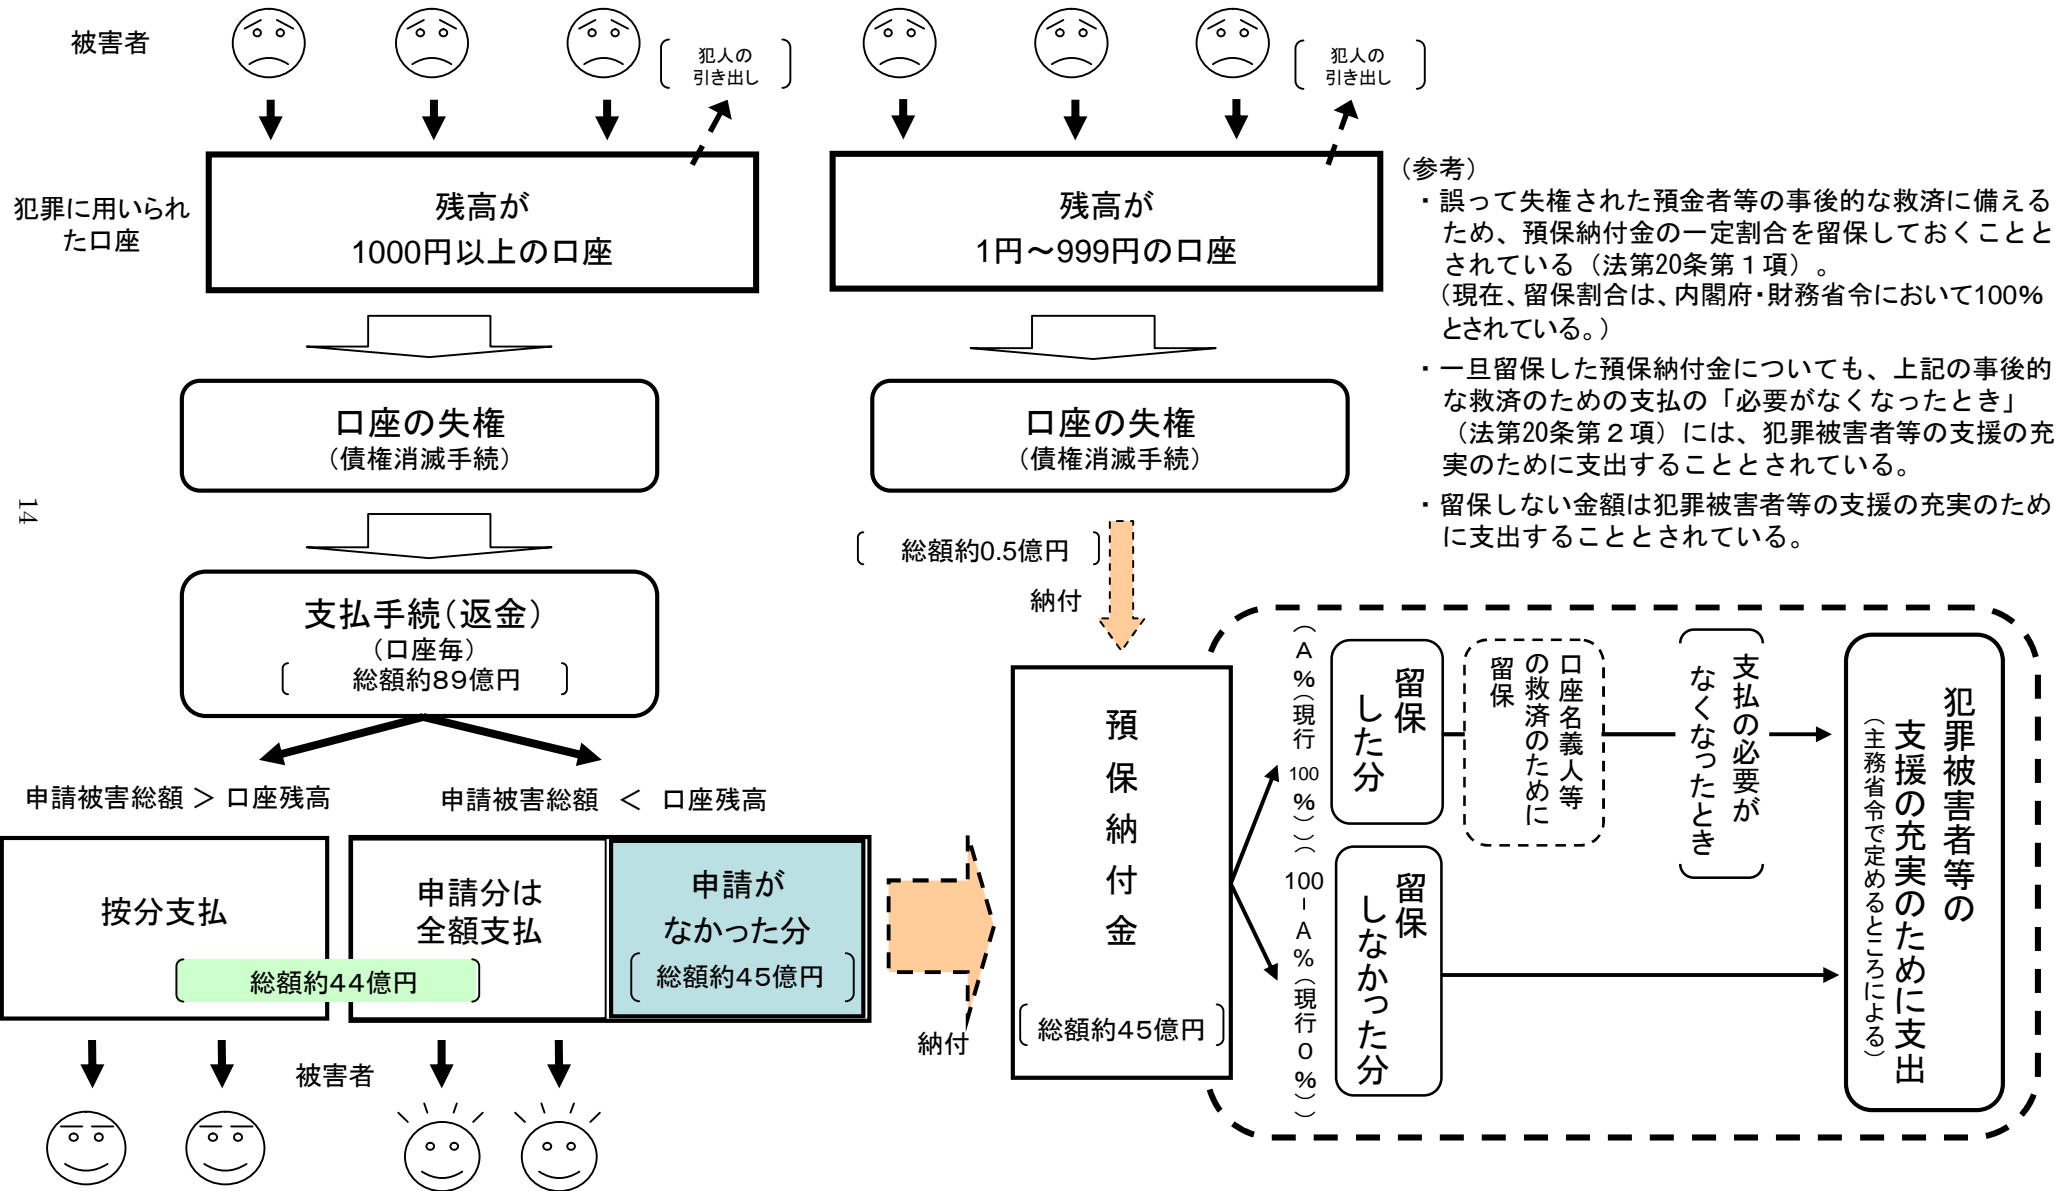 被害者
犯人の
引き出し
犯人の
引き出し
犯罪に用いられ
た口座
残高が
1000円以上の口座
残高が
1円～999円の口座
（参考）
・誤って失権された預金者等の事後的な救済に備える
ため、預保納付金の一定割合を留保しておくことと
されている（法第20条第１項）。
（現在、留保割合は、内閣府・財務省令において100%
とされている。）
・一旦留保した預保納付金についても、上記の事後的
な救済のための支払の「必要がなくなったとき」
（法第20条第２項）には、犯罪被害者等の支援の充
実のために支出することとされている。
・留保しない金額は犯罪被害者等の支援の充実のため
に支出することとされている。
口座の失権
（債権消滅手続）
口座の失権
（債権消滅手続）
14
総額約0.5億円
納付
支払手続（返金）
（口座毎）
総額約89億円
申請被害総額 ＞ 口座残高
申請被害総額 ＜ 口座残高
按分支払
申請分は
全額支払
総額約44億円
申請が
なかった分
総額約45億円
納付
被害者
預保納付金
総額約45億円
（A%（現行100%））
（100-A%（現行0%））
留保
した分
口座名義人等
の救済のために
留保
支払の必要が
なくなったとき
留保
しなかった分
犯罪被害者等の
支援の充実のために支出
（主務省令で定めるところによる）